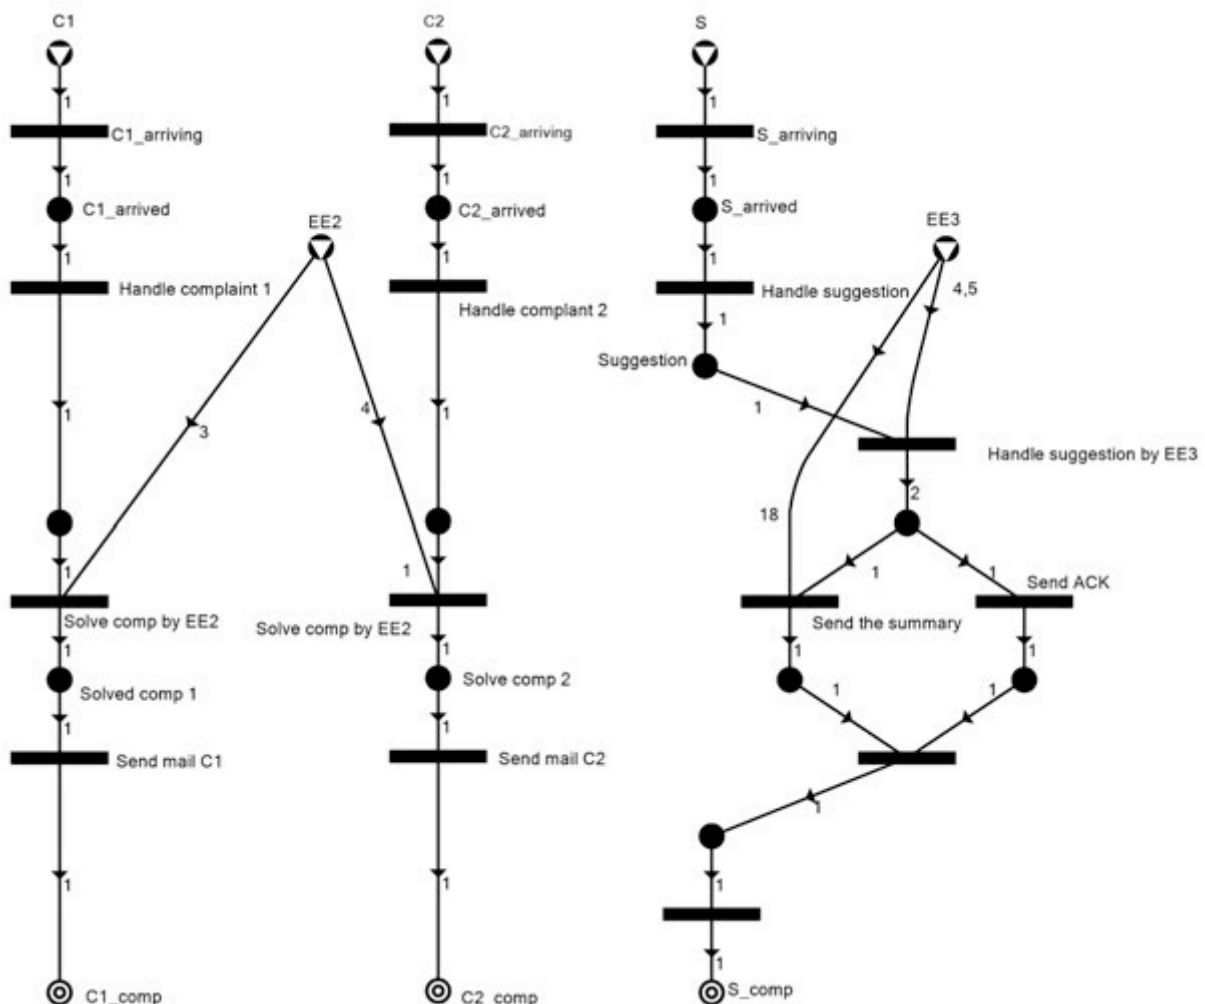 C1
C2
S
1
1
1
C1_arriving
C2_arriving
S_arriving
1
1
1
C1_arrived
C2_arrived
S_arrived
EE2
EE3
1
1
1
Handle complaint 1
Handle complant 2
Handle suggestion
4,5
1
Suggestion
1
1
1
4
3
Handle suggestion by EE3
2
18
1
1
1
1
1
Send ACK
Solve comp by EE2
Solve comp by EE2
Send the summary
1
1
1
1
Solved comp 1
Solve comp 2
1
1
1
1
Send mail C1
Send mail C2
1
1
1
1
1
C1_comp
C2_comp
S_comp